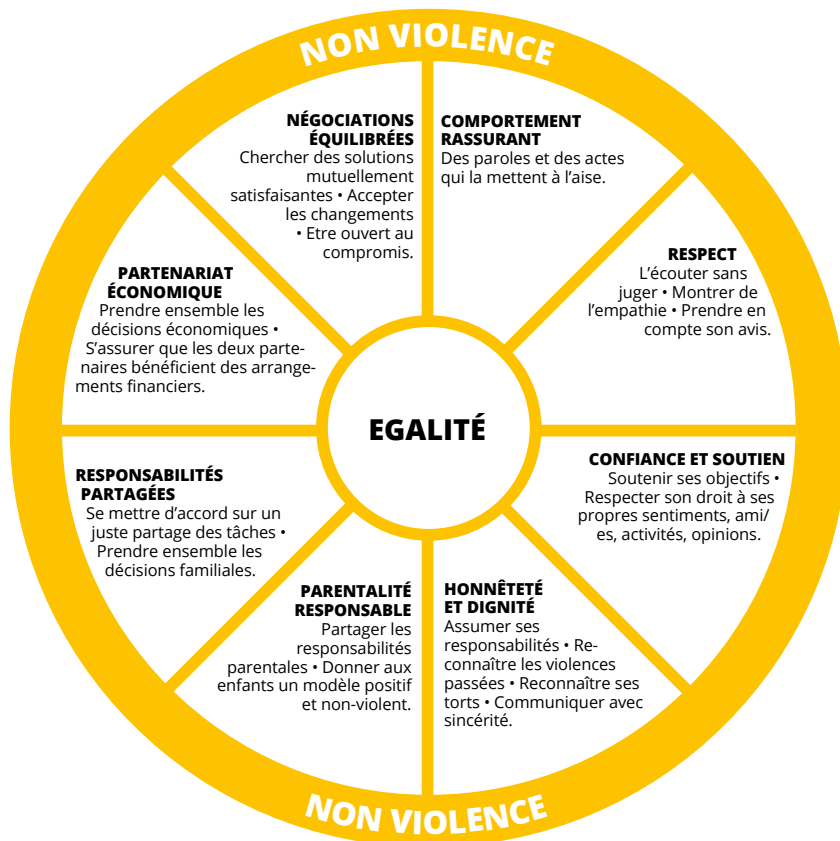 NON VIOLENCE
NÉGOCIATIONS
ÉQUILIBRÉES
Chercher des solutions
mutuellement
satisfaisantes • Accepter
les changements
• Etre ouvert au
compromis.
COMPORTEMENT
RASSURANT
Des paroles et des actes
qui la mettent à l’aise.
RESPECT
L’écouter sans
juger • Montrer de
l’empathie • Prendre en
compte son avis.
PARTENARIAT
ÉCONOMIQUE
Prendre ensemble les
décisions économiques •
S’assurer que les deux parte-
naires bénéficient des arrange-
ments financiers.
EGALITÉ
CONFIANCE ET SOUTIEN
Soutenir ses objectifs •
Respecter son droit à ses
propres sentiments, ami/
es, activités, opinions.
RESPONSABILITÉS
PARTAGÉES
Se mettre d’accord sur un
juste partage des tâches •
Prendre ensemble les
décisions familiales.
PARENTALITÉ
RESPONSABLE
Partager les
responsabilités
parentales • Donner aux
enfants un modèle positif
et non-violent.
HONNÊTETÉ
ET DIGNITÉ
Assumer ses
responsabilités • Re-
connaître les violences
passées • Reconnaître ses
torts • Communiquer avec
sincérité.
NON VIOLENCE